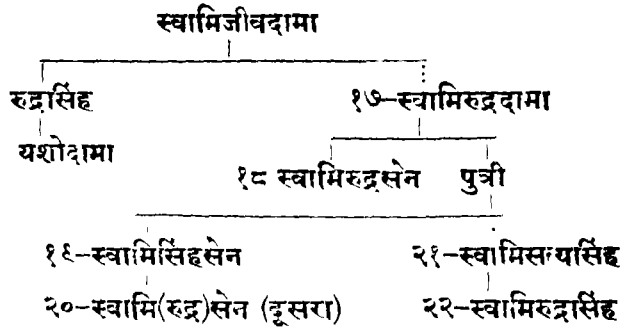 स्वामिजीवदामा
रुद्रसिंह १७-स्वामिरुद्रदामा
यशोदामा
१८ स्वामिरुद्रसेन पुत्री
१९-स्वामिसिंहसेन २१-स्वामिसत्यसिंह
२०-स्वामि(रुद्र)सेन (दूसरा) २२-स्वामिरुद्रसिंह